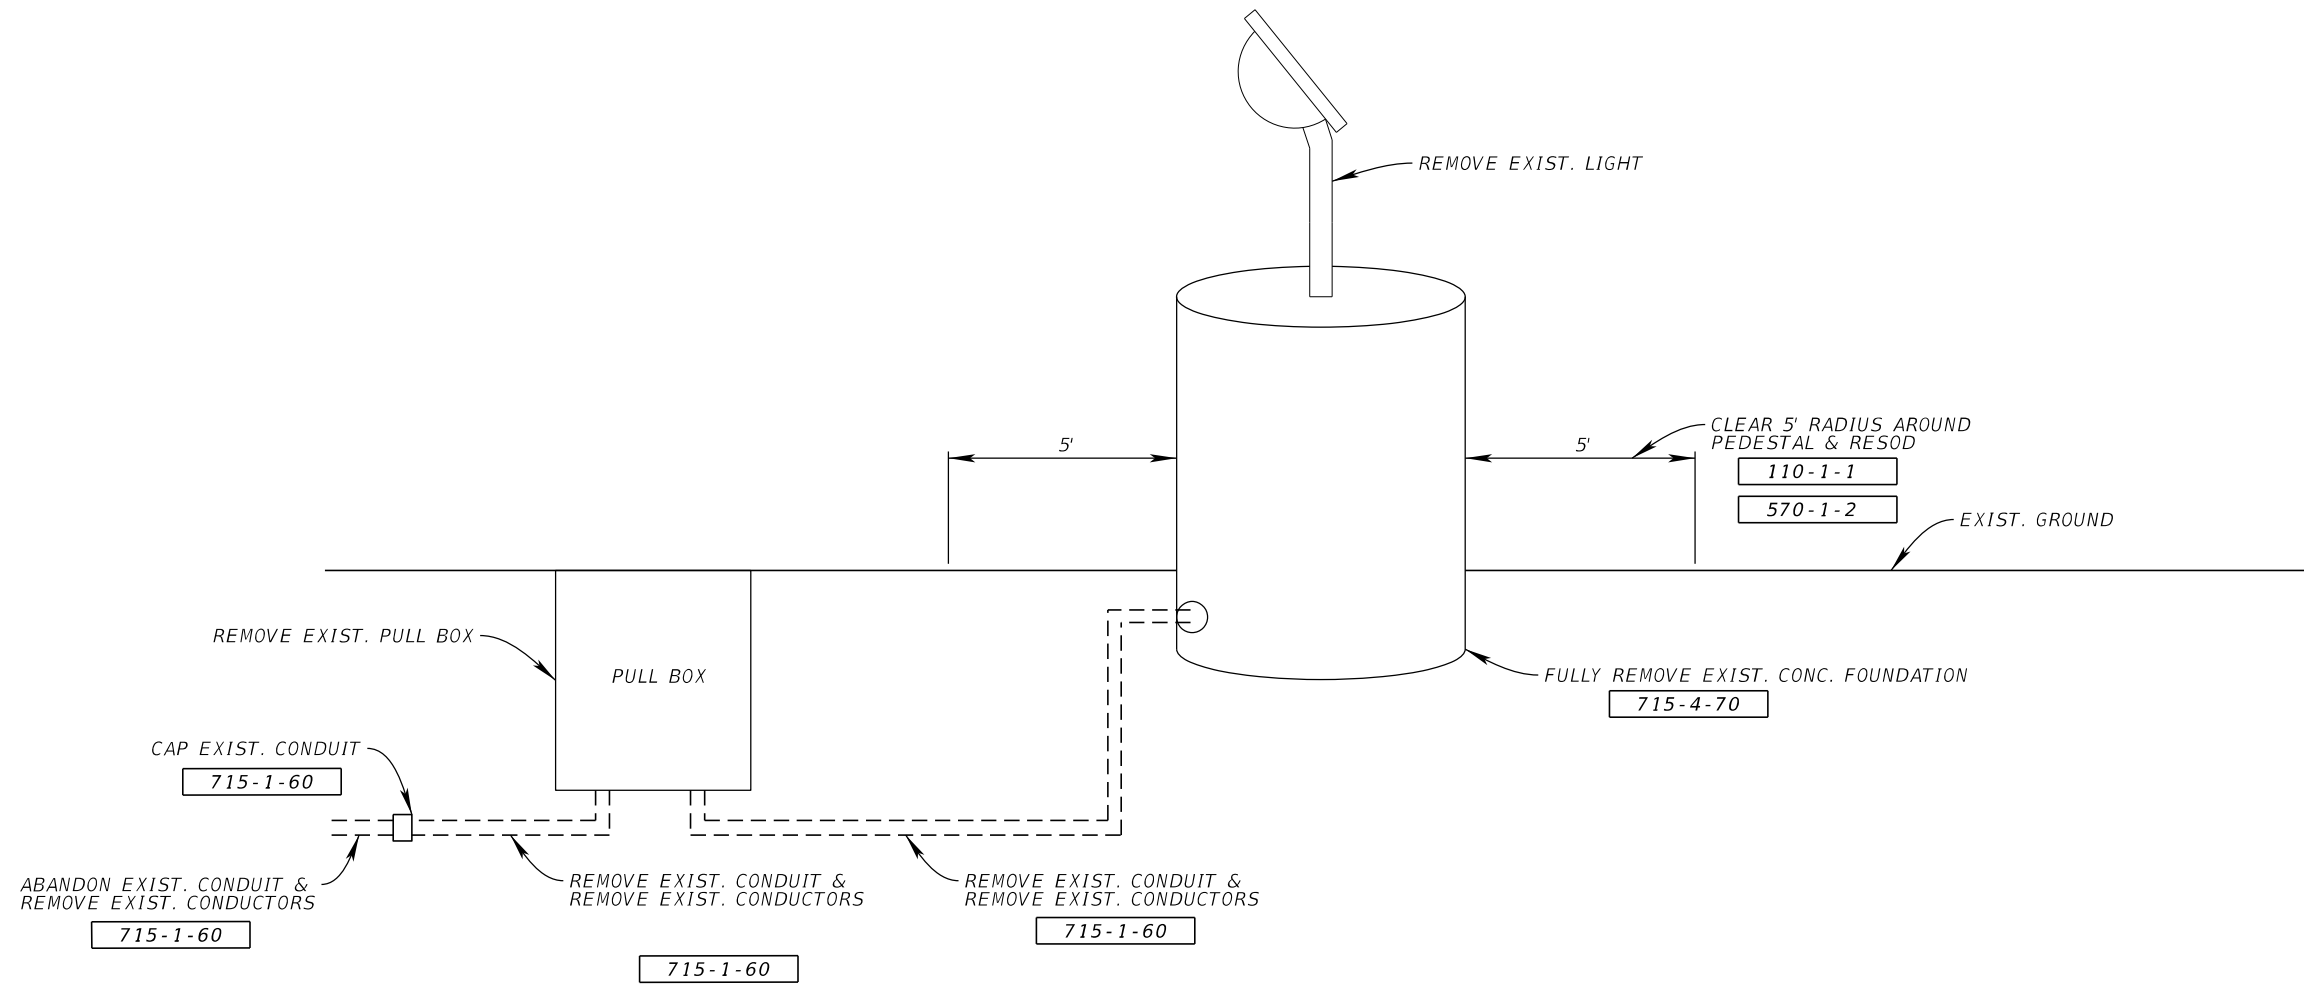 REMOVE EXIST. LIGHT
CLEAR 5' RADIUS AROUND
PEDESTAL & RESOD
5'
5'
110-1-1
570-1-2
EXIST. GROUND
REMOVE EXIST. PULL BOX
PULL BOX
FULLY REMOVE EXIST. CONC. FOUNDATION
715-4-70
CAP EXIST. CONDUIT
715-1-60
ABANDON EXIST. CONDUIT &
REMOVE EXIST. CONDUCTORS
715-1-60
REMOVE EXIST. CONDUIT &
REMOVE EXIST. CONDUCTORS
715-1-60
REMOVE EXIST. CONDUIT &
REMOVE EXIST. CONDUCTORS
715-1-60